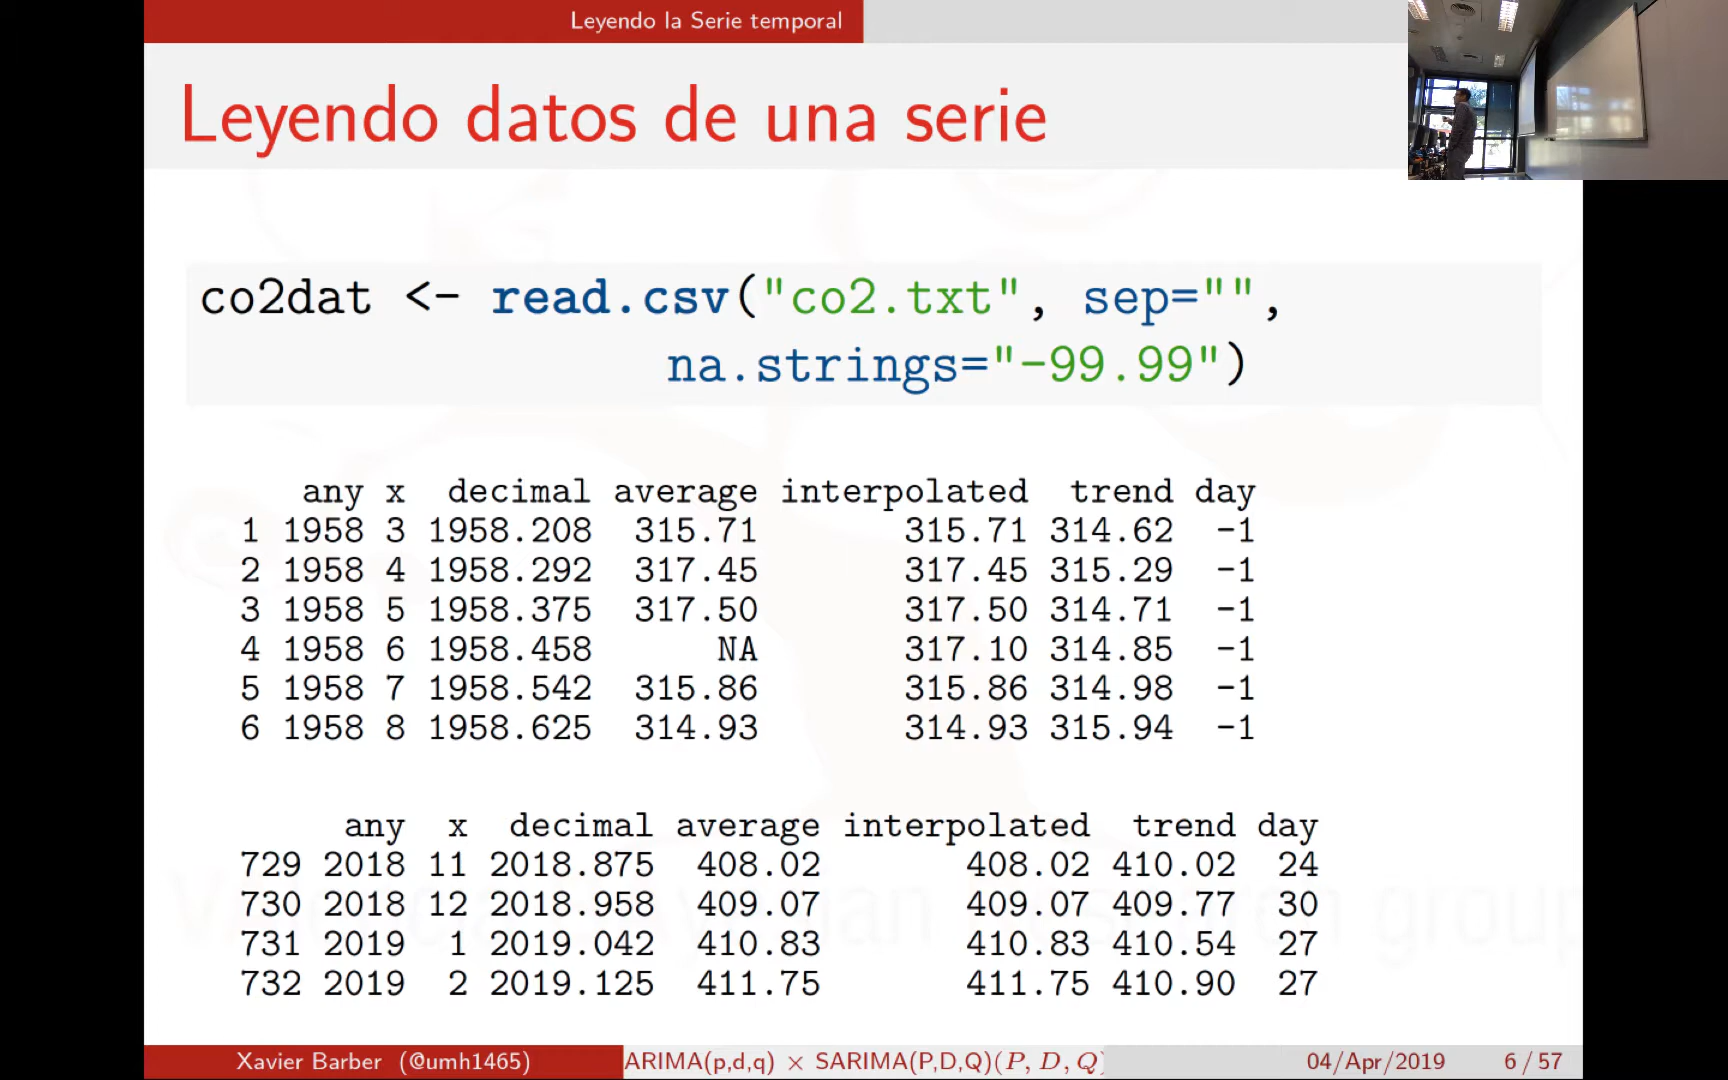 Leyendo la Serie temporal
Leyendo datos de una serie
co2dat <- read.csv("co2.txt", sep="",
na.strings="-99.99")
any x decimal average interpolated trend day
1 1958 3 1958.208 315.71 315.71 314.62 -1
2 1958 4 1958.292 317.45 317.45 315.29 -1
3 1958 5 1958.375 317.50 317.50 314.71 -1
4 1958 6 1958.458 NA 317.10 314.85 -1
5 1958 7 1958.542 315.86 315.86 314.98 -1
6 1958 8 1958.625 314.93 314.93 315.94 -1
any x decimal average interpolated trend day
729 2018 11 2018.875 408.02 408.02 410.02 24
730 2018 12 2018.958 409.07 409.07 409.77 30
731 2019 1 2019.042 410.83 410.83 410.54 27
732 2019 2 2019.125 411.75 411.75 410.90 27
Xavier Barber (@umh1465) ARIMA(p,d,q) × SARIMA(P,D,Q)(P, D, Q) 04/Apr/2019 6 / 57